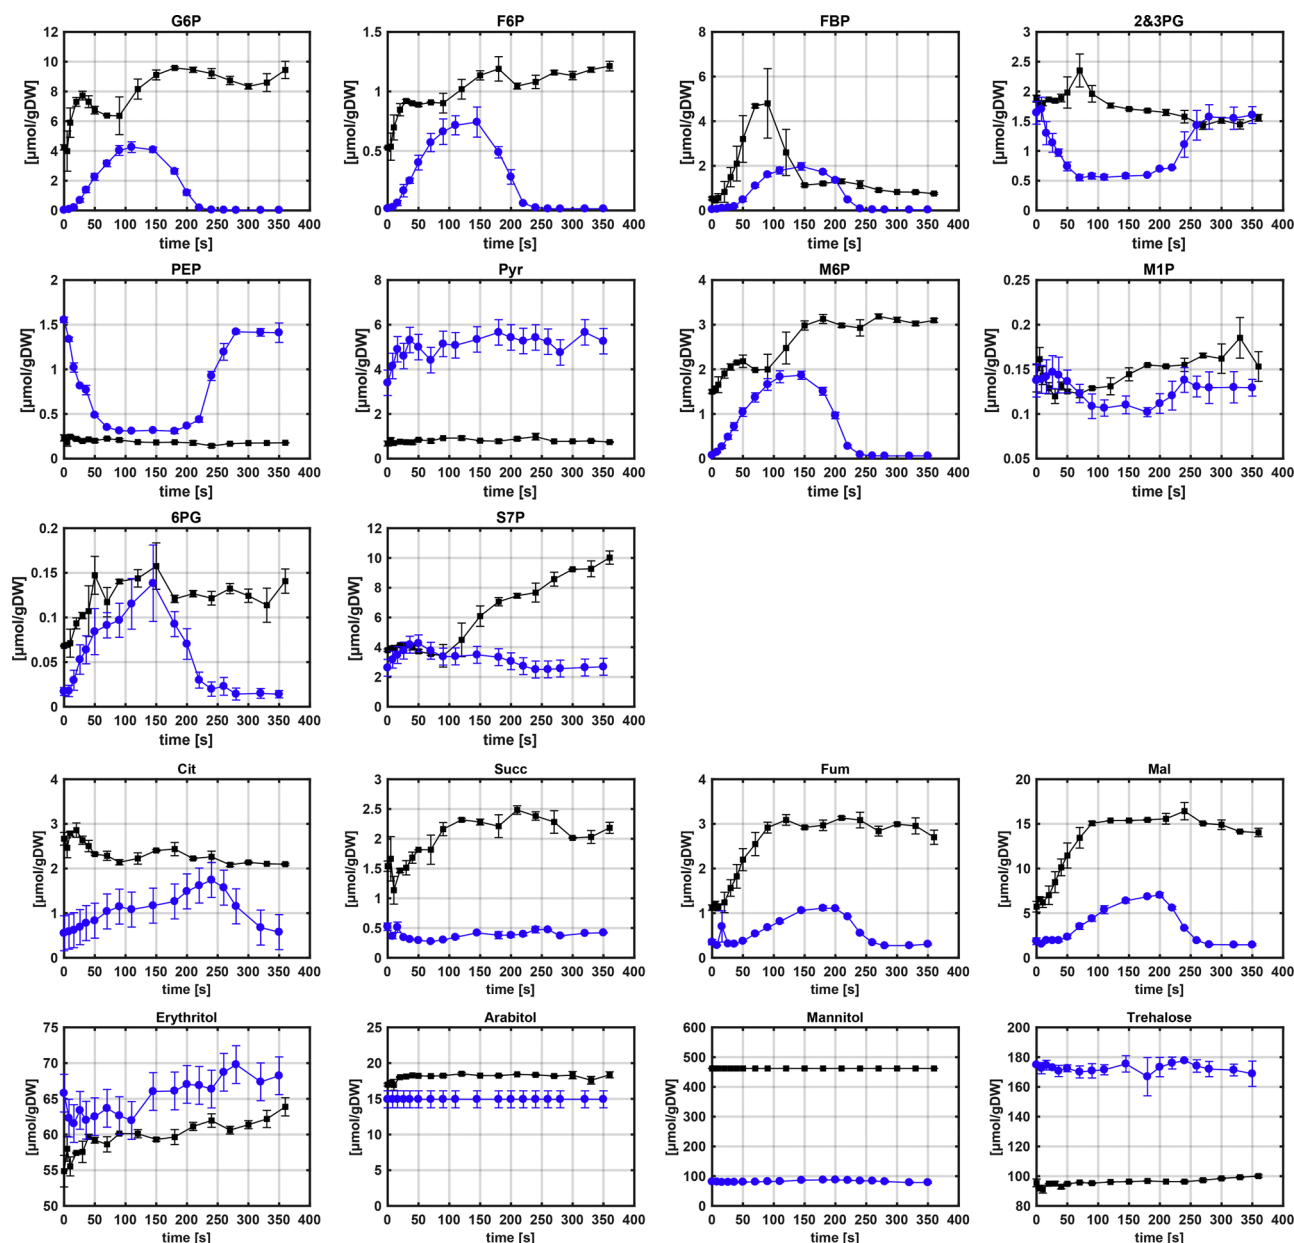 G6P F6P FBP 2&3PG
12 1.5 8 3
10 2.5
8 1 6 2
6 4 1.5
4 0.5 2 1
2 0.5
0 0 0 0
[µmol/gDW] [µmol/gDW] [µmol/gDW] [µmol/gDW]
0 50 100 150 200 250 300 350 400 0 50 100 150 200 250 300 350 400 0 50 100 150 200 250 300 350 400 0 50 100 150 200 250 300 350 400
time [s] time [s] time [s] time [s]
PEP Pyr M6P M1P
2 8 4 0.25
1.5 6 3 0.2
1 4 2 0.15
0.5 2 1 0.1
0 0 0 0.05
[µmol/gDW] [µmol/gDW] [µmol/gDW] [µmol/gDW]
0 50 100 150 200 250 300 350 400 0 50 100 150 200 250 300 350 400 0 50 100 150 200 250 300 350 400 0 50 100 150 200 250 300 350 400
time [s] time [s] time [s] time [s]
6PG S7P
0.2 12
10
0.15 8
0.1 6
4
0.05 2
0 0
[µmol/gDW] [µmol/gDW]
0 50 100 150 200 250 300 350 400 0 50 100 150 200 250 300 350 400
time [s] time [s]
Cit Succ Fum Mal
4 3 4 20
2.5
3 2 3 15
2 1.5 2 10
1 1 1 5
0.5
0 0 0 0
[µmol/gDW] [µmol/gDW] [µmol/gDW] [µmol/gDW]
0 50 100 150 200 250 300 350 400 0 50 100 150 200 250 300 350 400 0 50 100 150 200 250 300 350 400 0 50 100 150 200 250 300 350 400
time [s] time [s] time [s] time [s]
Erythritol Arabitol Mannitol Trehalose
75 25 600 200
70 20 500 180
65 15 400 160
60 10 300 140
55 5 200 120
50 0 100 100
0 80
[µmol/gDW] [µmol/gDW] [µmol/gDW] [µmol/gDW]
0 50 100 150 200 250 300 350 400 0 50 100 150 200 250 300 350 400 0 50 100 150 200 250 300 350 400 0 50 100 150 200 250 300 350 400
time [s] time [s] time [s] time [s]